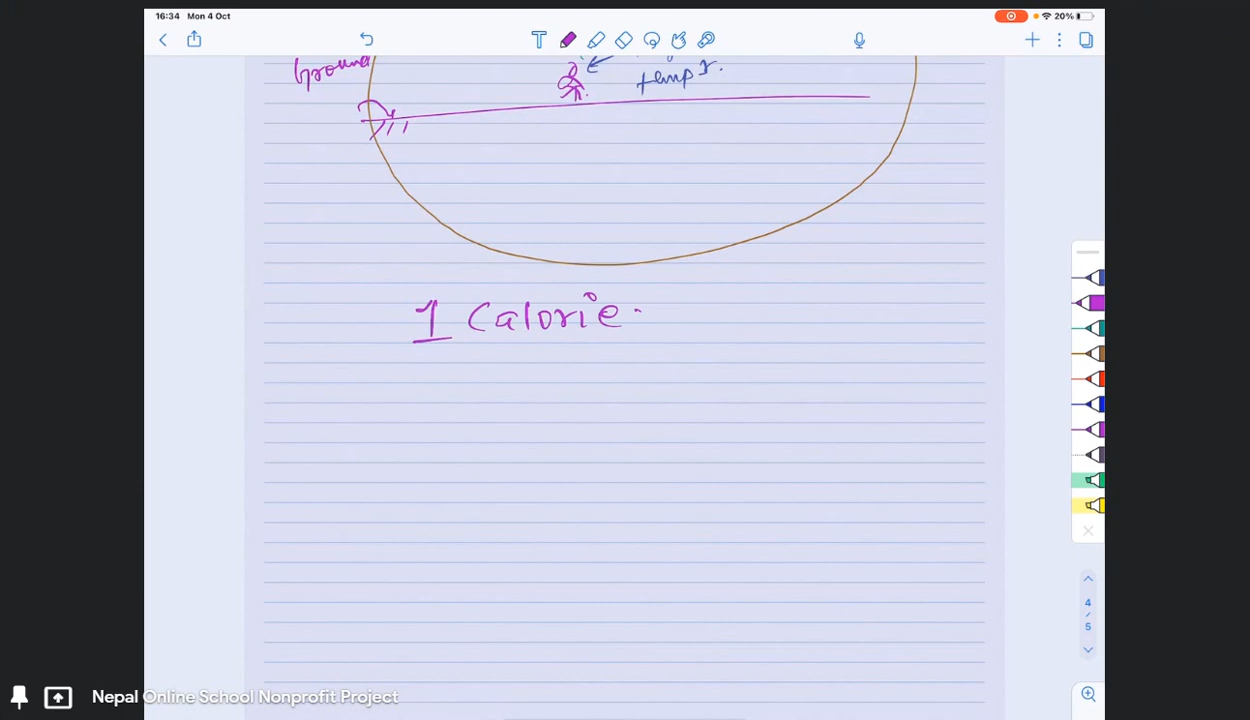 16:34 Mon 4 Oct
20%
T
Ground
temp r.
1 Calorie.
4
/
5
Nepal Online School Nonprofit Project